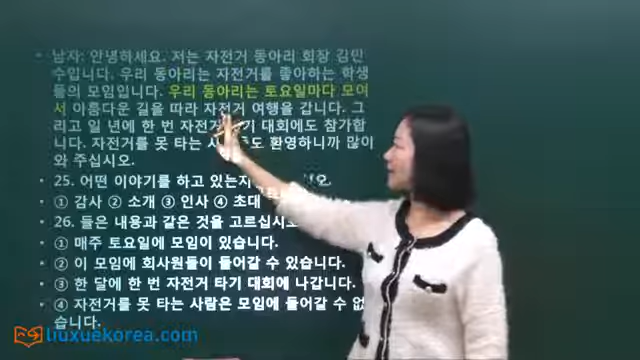 • 남자: 안녕하세요. 저는 자전거 동아리 회장 김민
수입니다. 우리 동아리는 자전거를 좋아하는 학생
들의 모임입니다. 우리 동아리는 토요일마다 모여
서 아름다운 길을 따라 자전거 여행을 갑니다. 그
리고 일 년에 한 번 자전거 대회에도 참가합
니다. 자전거를 못 타는 환영하니까 많이
와 주십시오.
• 25. 어떤 이야기를 하고 있는지
• ① 감사 ② 소개 ③ 인사 ④ 초대
• 26. 들은 내용과 같은 것을 고르십시오
• ① 매주 토요일에 모임이 있습니다.
• ② 이 모임에 회사원들이 들어갈 수 있습니다.
• ③ 한 달에 한 번 자전거 타기 대회에 나갑니다.
• ④ 자전거를 못 타는 사람은 모임에 들어갈 수 없
습니다.
liuxuekorea.com